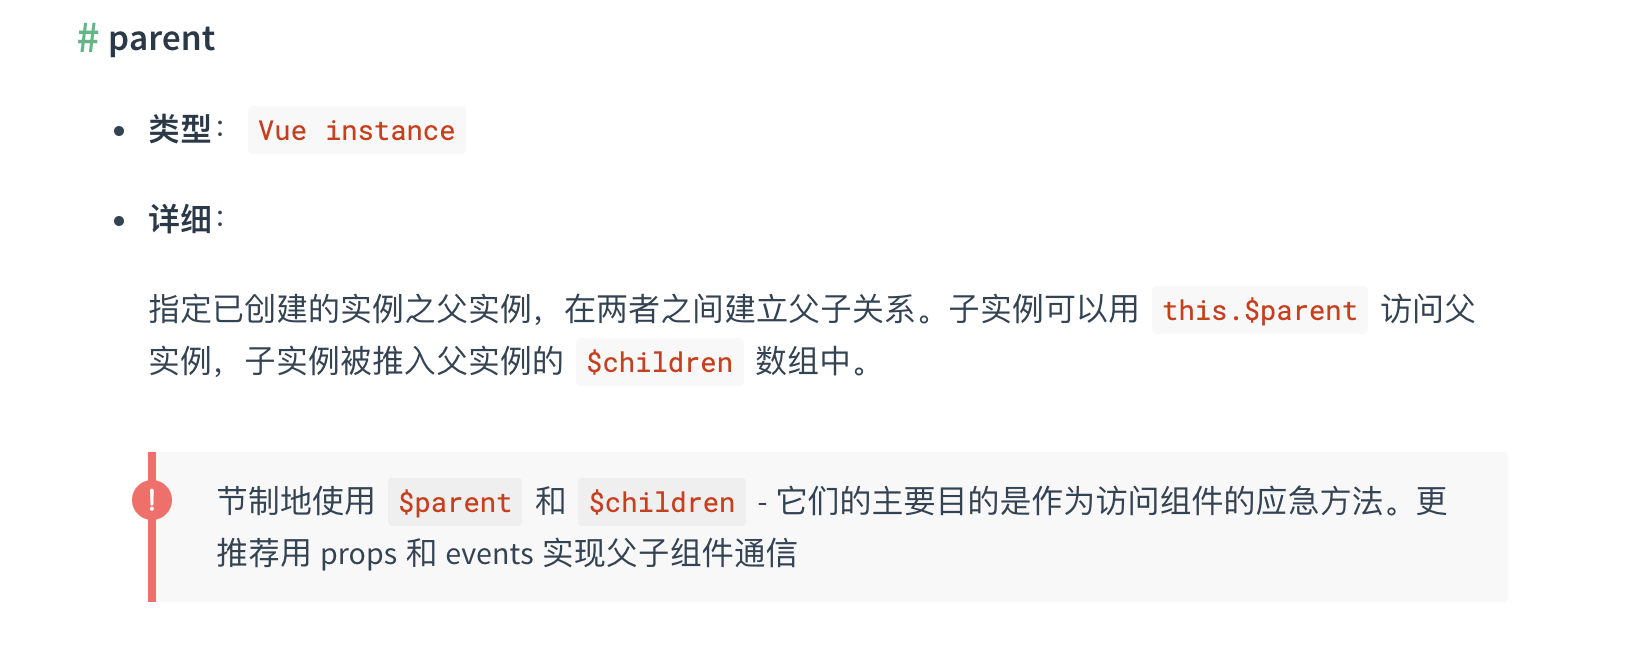 # parent
• 类型： Vue instance
• 详细：
指定已创建的实例之父实例，在两者之间建立父子关系。子实例可以用 this.$parent 访问父
实例，子实例被推入父实例的 $children 数组中。
!
节制地使用 $parent 和 $children - 它们的主要目的是作为访问组件的应急方法。更
推荐用 props 和 events 实现父子组件通信